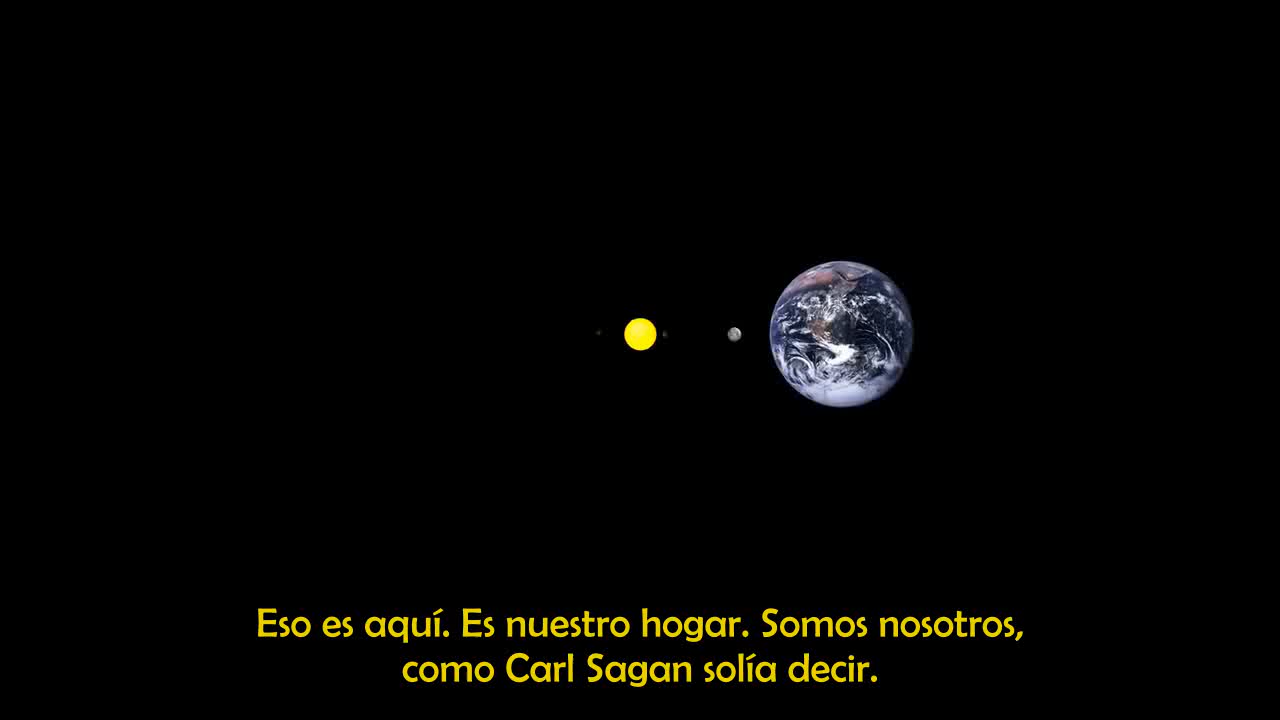 Eso es aquí. Es nuestro hogar. Somos nosotros,
como Carl Sagan solía decir.